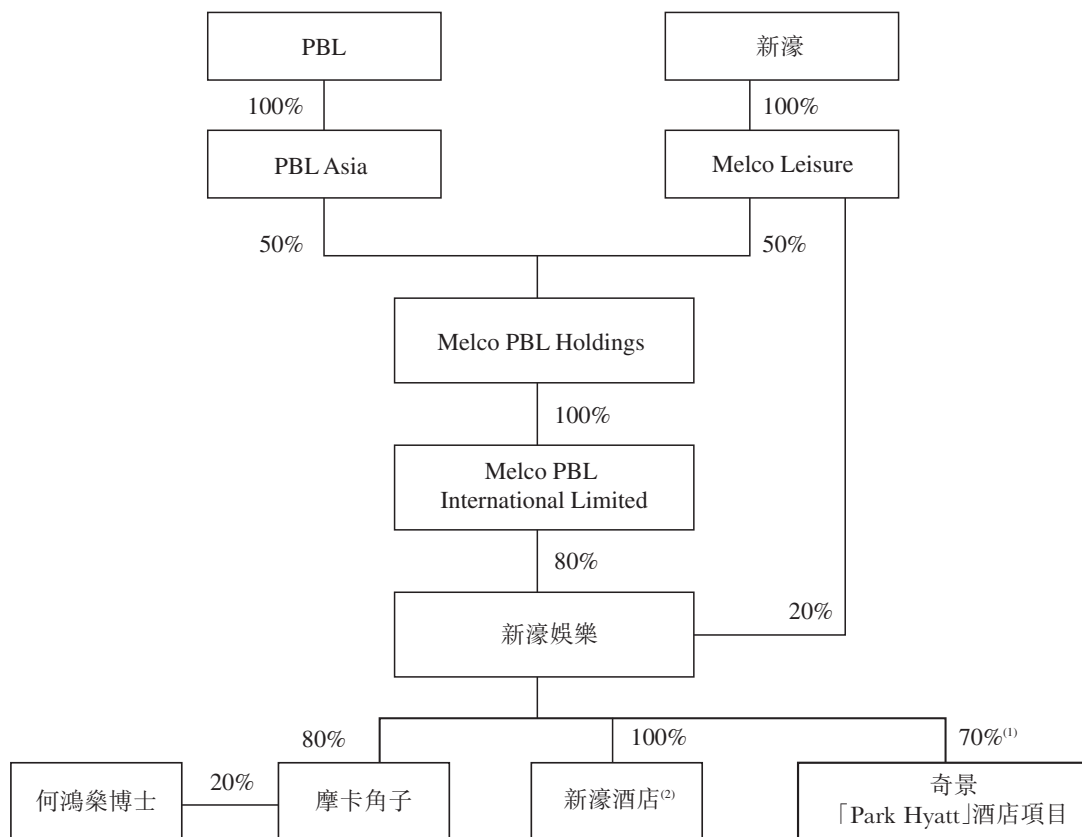 PBL
新濠
100%
100%
PBL Asia
Melco Leisure
50%
50%
Melco PBL Holdings
100%
Melco PBL
International Limited
80%
新濠娛樂
20%
80%
100%
70%(1)
何鴻燊博士
20%
摩卡角子
新濠酒店(2)
奇景
「Park Hyatt」酒店項目